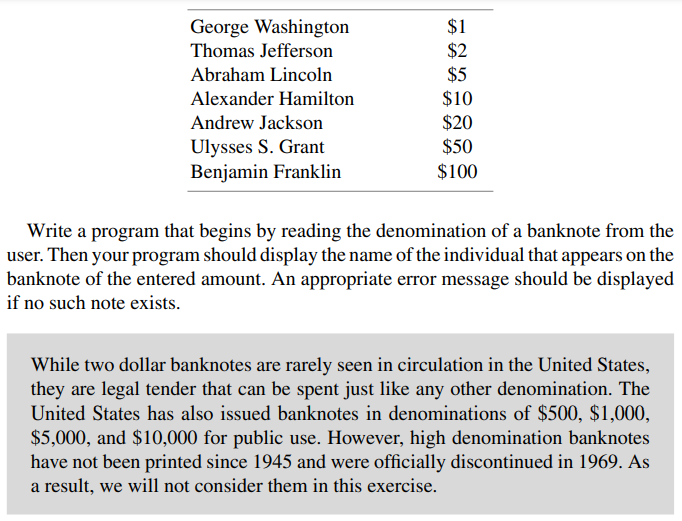 George Washington $1
Thomas Jefferson $2
Abraham Lincoln $5
Alexander Hamilton $10
Andrew Jackson $20
Ulysses S. Grant $50
Benjamin Franklin $100
Write a program that begins by reading the denomination of a banknote from the
user. Then your program should display the name of the individual that appears on the
banknote of the entered amount. An appropriate error message should be displayed
if no such note exists.
While two dollar banknotes are rarely seen in circulation in the United States,
they are legal tender that can be spent just like any other denomination. The
United States has also issued banknotes in denominations of $500, $1,000,
$5,000, and $10,000 for public use. However, high denomination banknotes
have not been printed since 1945 and were officially discontinued in 1969. As
a result, we will not consider them in this exercise.